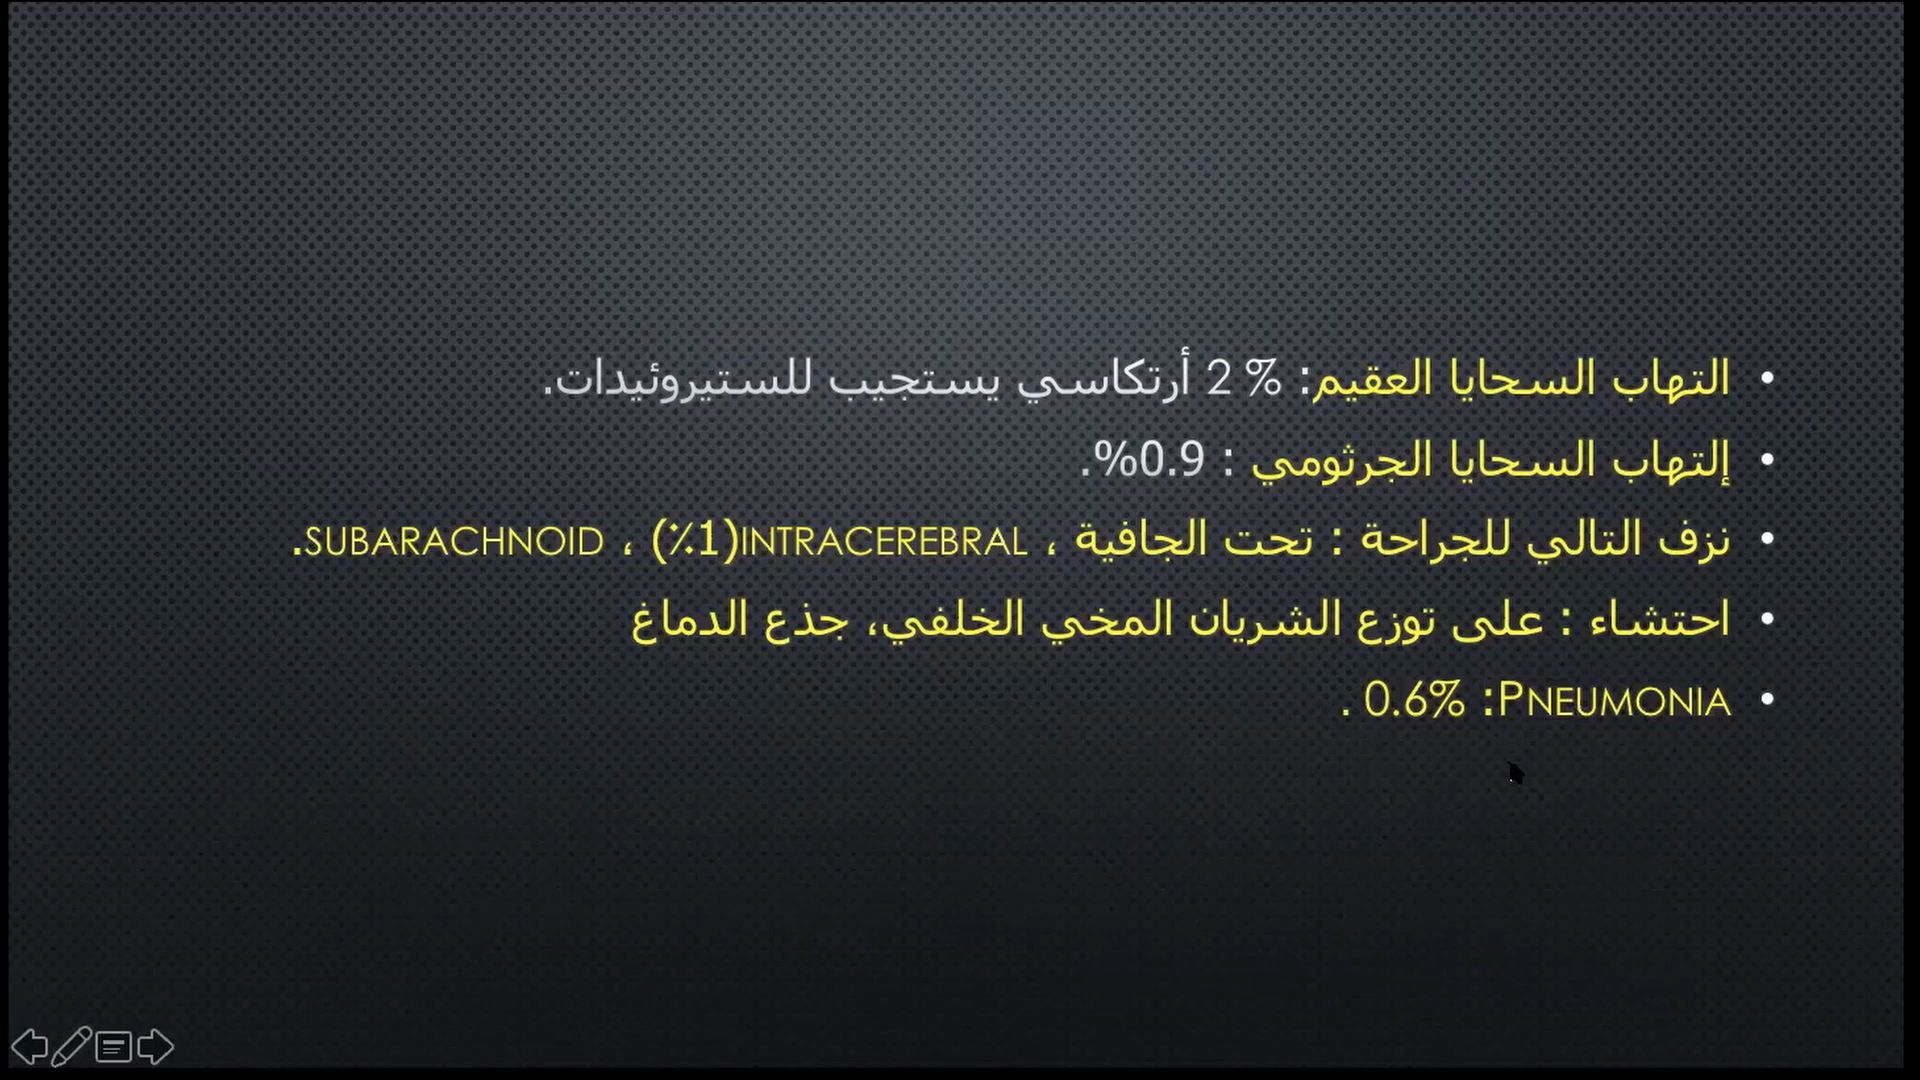 • التهاب السحايا العقيم: % 2 أرتكاسي يستجيب للستيروئيدات.
• إلتهاب السحايا الجرثومي : 0.9%.
• نزف التالي للجراحة : تحت الجافية ، INTRACEREBRAL(1٪) ، SUBARACHNOID.
• احتشاء : على توزع الشريان المخي الخلفي، جذع الدماغ
• PNEUMONIA: 0.6% .